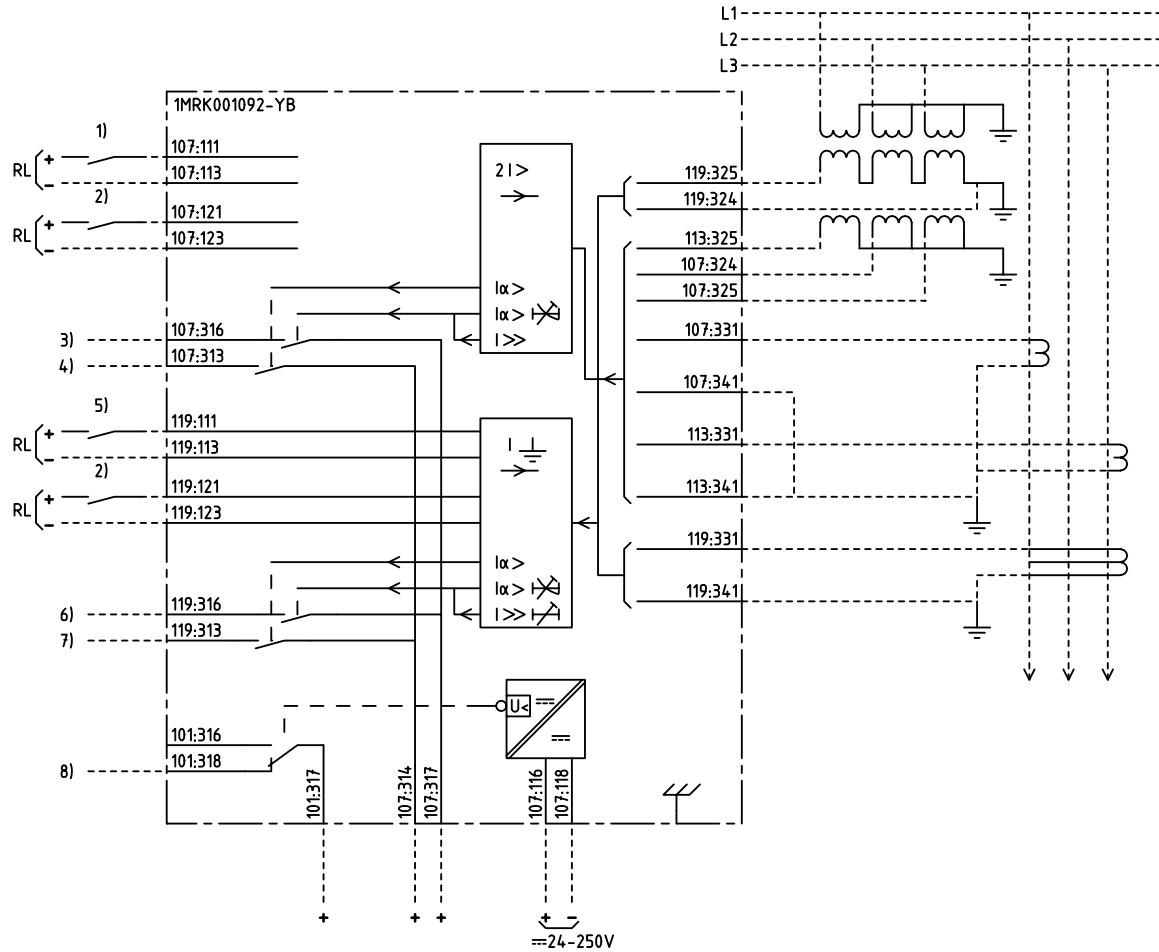 L1
L2
L3
1MRK001092-YB
1)
RL
+
-
107:111
107:113
2)
RL
+
-
107:121
107:123
2I>
Iα>
Iα>
I>>
3)
107:316
4)
107:313
5)
RL
+
-
119:111
119:113
2)
RL
+
-
119:121
119:123
I
Iα>
Iα>
I>>
6)
119:316
7)
119:313
101:316
8)
101:318
101:317
107:314
107:317
U<
107:116
107:118
119:325
119:324
113:325
107:324
107:325
107:331
107:341
113:331
113:341
119:331
119:341
+
+
+
+
-
24-250V